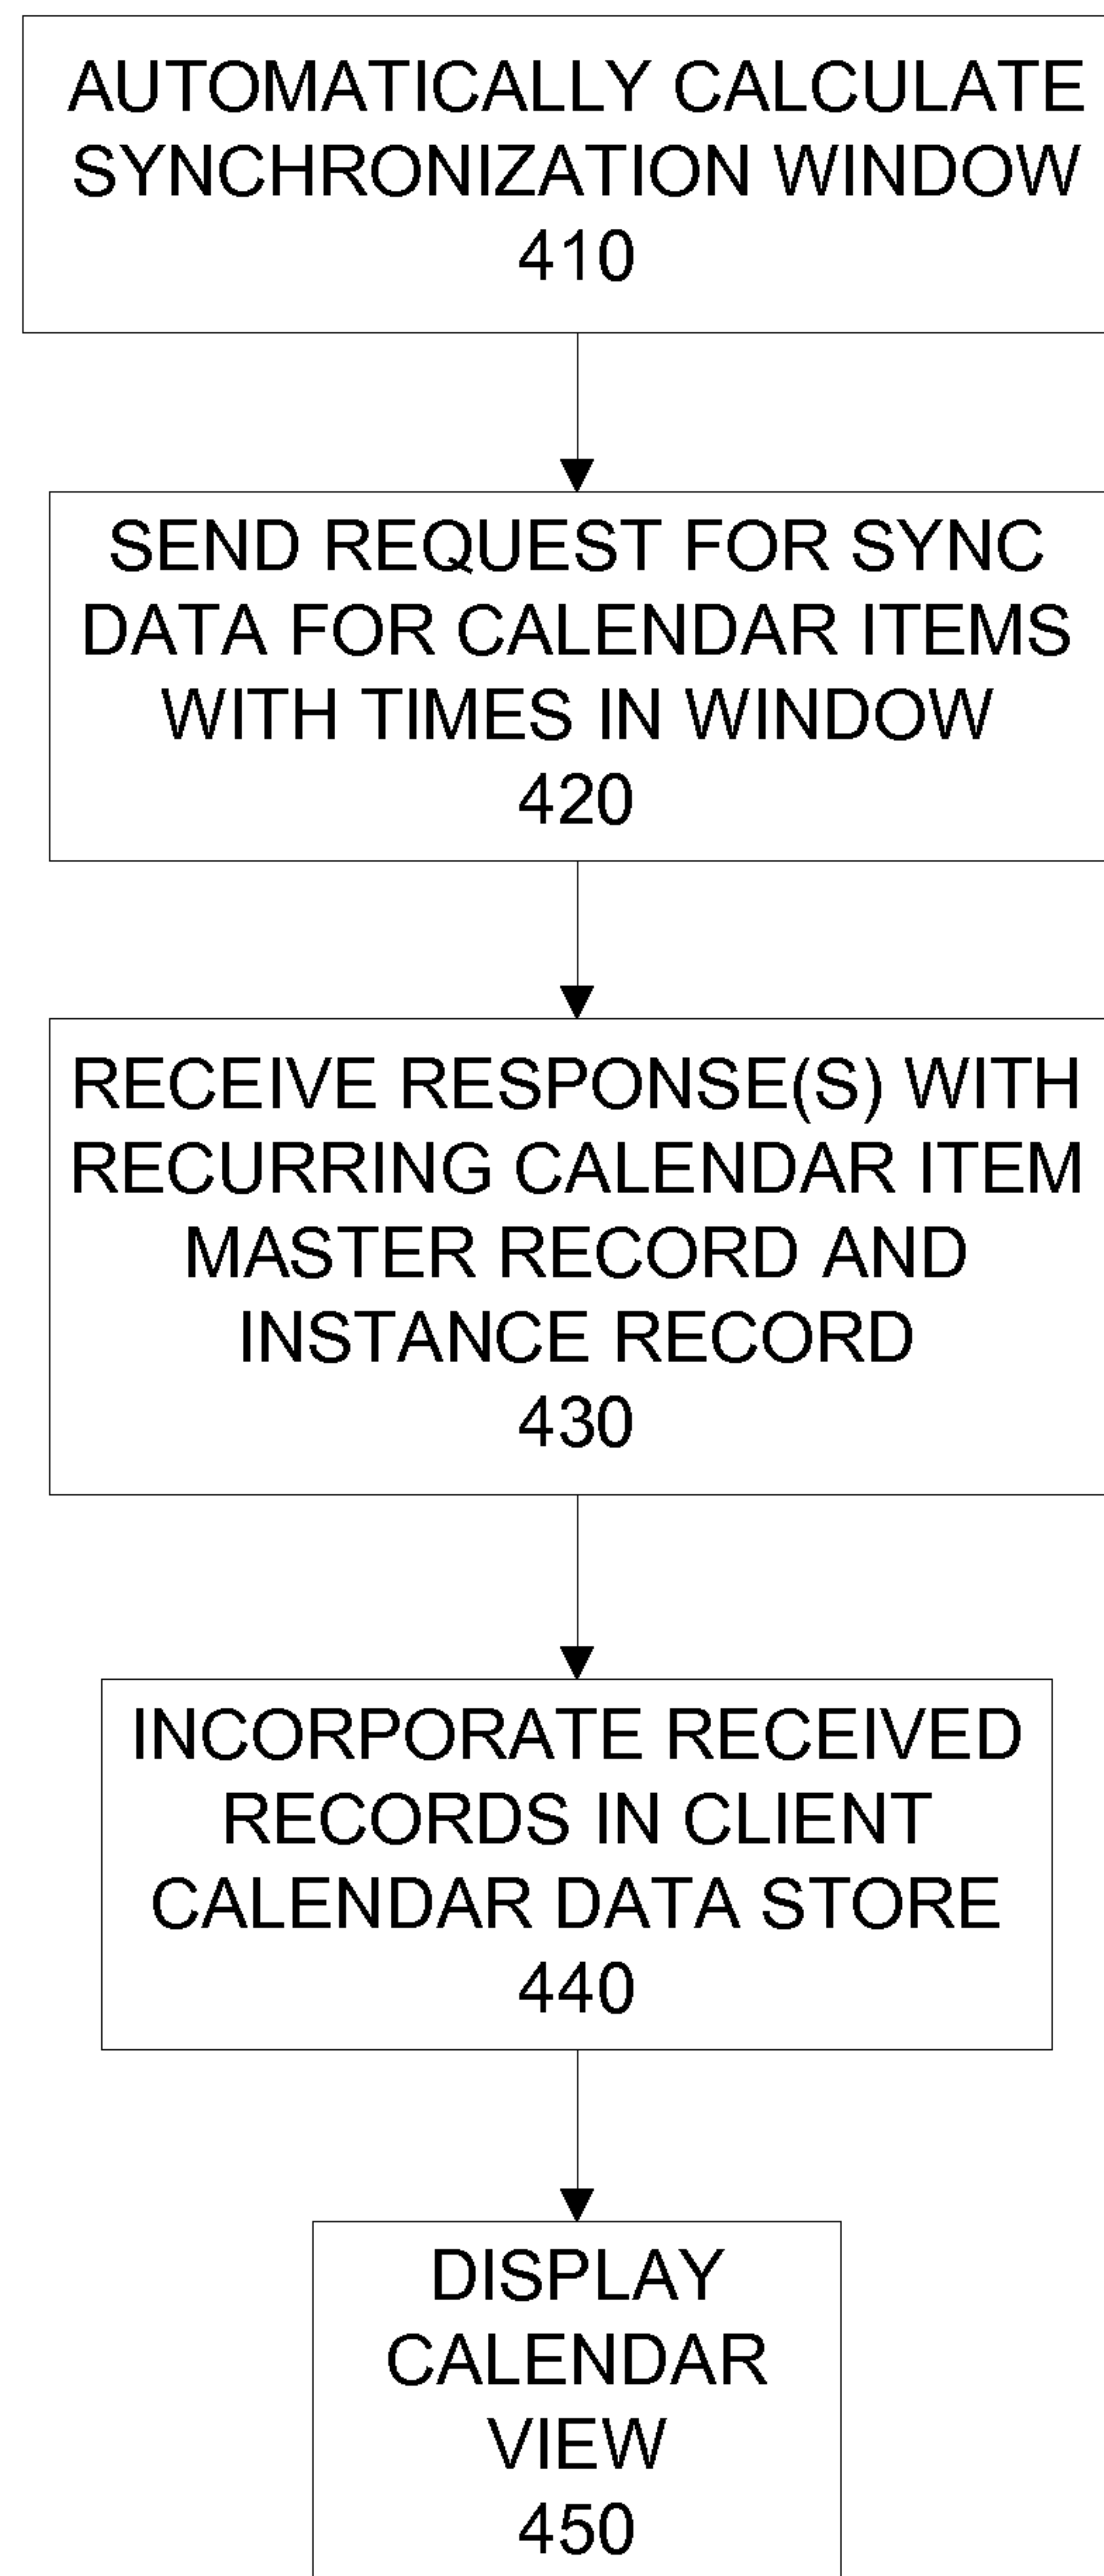 AUTOMATICALLY CALCULATE
SYNCHRONIZATION WINDOW
410
SEND REQUEST FOR SYNC
DATA FOR CALENDAR ITEMS
WITH TIMES IN WINDOW
420
RECEIVE RESPONSE(S) WITH
RECURRING CALENDAR ITEM
MASTER RECORD AND
INSTANCE RECORD
430
INCORPORATE RECEIVED
RECORDS IN CLIENT
CALENDAR DATA STORE
440
DISPLAY
CALENDAR
VIEW
450